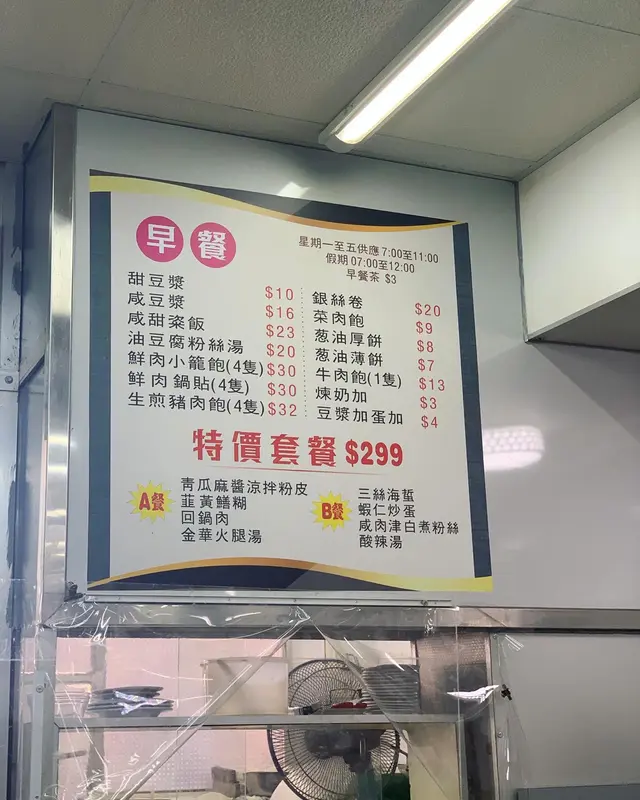 早餐
星期一至五供應 7:00至11:00
假期 07:00至12:00
早餐茶 $3
甜豆漿 $10
咸豆漿 $16
咸甜粢飯 $23
油豆腐粉絲湯 $20
鮮肉小籠飽(4隻) $30
鮮肉鍋貼(4隻) $30
生煎豬肉飽(4隻) $32
銀絲卷 $20
菜肉飽 $9
葱油厚餅 $8
葱油薄餅 $7
牛肉飽(1隻) $13
煉奶加 $3
豆漿加蛋加 $4
特價套餐 $299
A餐
青瓜麻醬涼拌粉皮
韮黃鱔糊
回鍋肉
金華火腿湯
B餐
三絲海蜇
蝦仁炒蛋
咸肉津白煮粉絲
酸辣湯